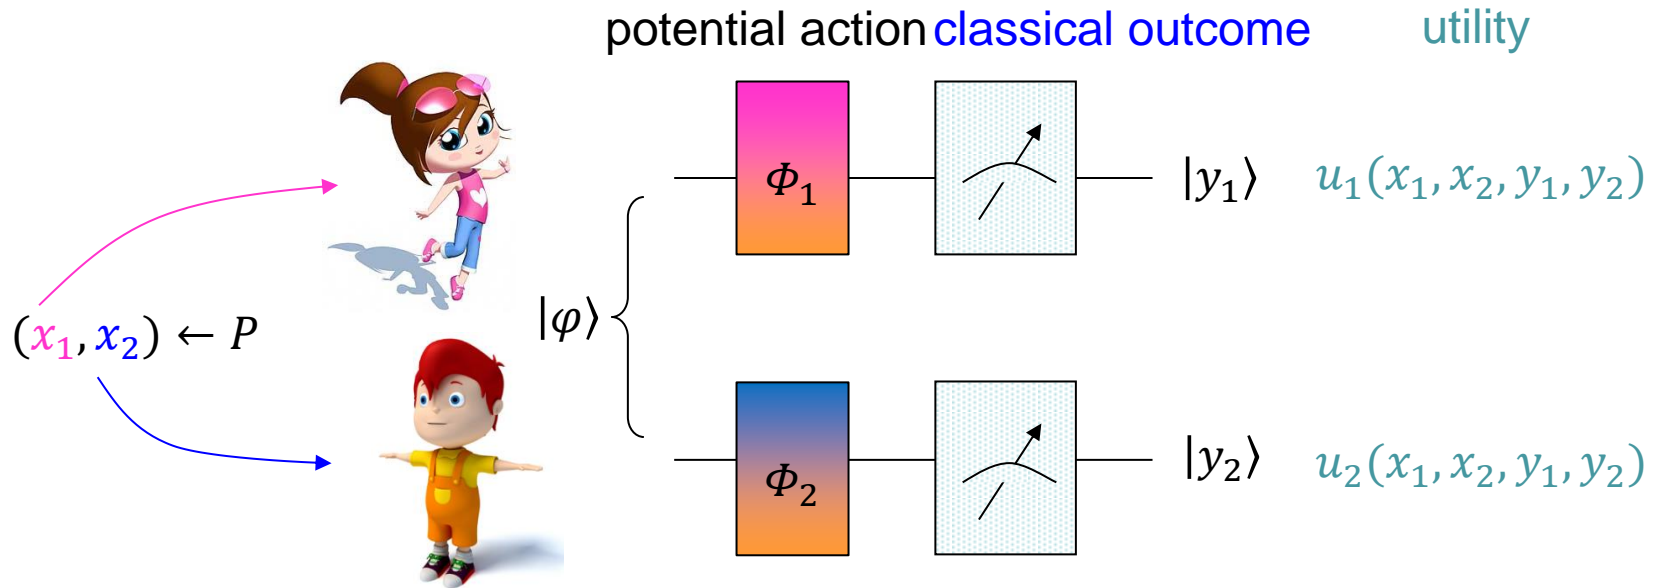 potential action classical outcome utility
Φ₁
|y₁⟩ u₁(x₁, x₂, y₁, y₂)
(x₁, x₂) ← P
|φ⟩
Φ₂
|y₂⟩ u₂(x₁, x₂, y₁, y₂)